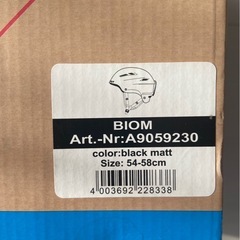 BIOM
Art.-Nr:A9059230
color:black matt
Size: 54-58cm
4 003692 228338